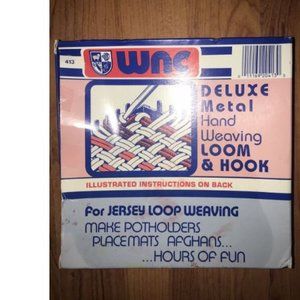 413
WNC
DELUXE
Metal
Hand
Weaving
LOOM
& HOOK
ILLUSTRATED INSTRUCTIONS ON BACK
For JERSEY LOOP WEAVING
MAKE POTHOLDERS
PLACEMATS AFGHANS...
...HOURS OF FUN